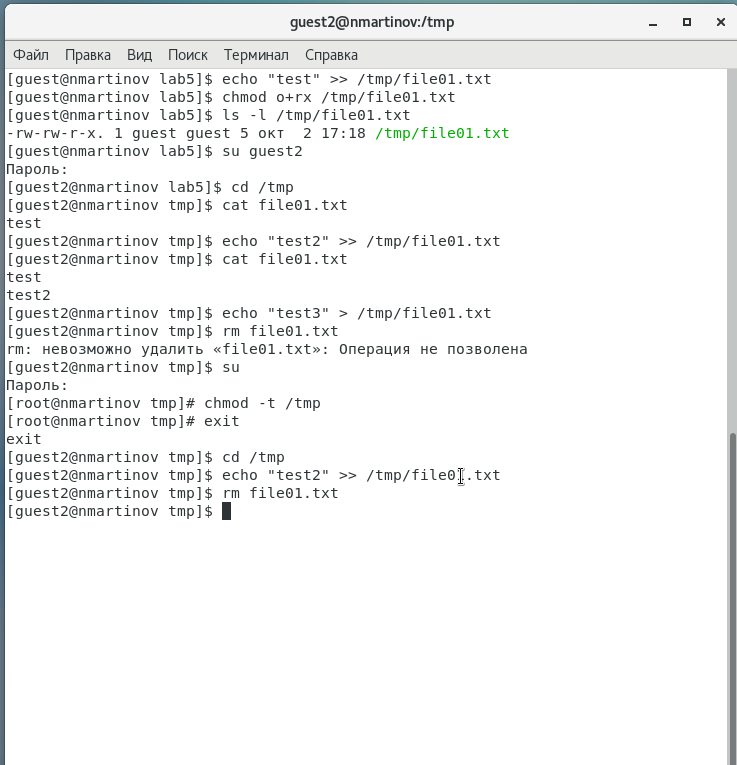 guest2@nmartinov:/tmp
Файл Правка Вид Поиск Терминал Справка
[guest@nmartinov lab5]$ echo "test" >> /tmp/file01.txt
[guest@nmartinov lab5]$ chmod o+rx /tmp/file01.txt
[guest@nmartinov lab5]$ ls -l /tmp/file01.txt
-rw-rw-r-x. 1 guest guest 5 окт  2 17:18 /tmp/file01.txt
[guest@nmartinov lab5]$ su guest2
Пароль:
[guest2@nmartinov lab5]$ cd /tmp
[guest2@nmartinov tmp]$ cat file01.txt
test
[guest2@nmartinov tmp]$ echo "test2" >> /tmp/file01.txt
[guest2@nmartinov tmp]$ cat file01.txt
test
test2
[guest2@nmartinov tmp]$ echo "test3" > /tmp/file01.txt
[guest2@nmartinov tmp]$ rm file01.txt
rm: невозможно удалить «file01.txt»: Операция не позволена
[guest2@nmartinov tmp]$ su
Пароль:
[root@nmartinov tmp]# chmod -t /tmp
[root@nmartinov tmp]# exit
exit
[guest2@nmartinov tmp]$ cd /tmp
[guest2@nmartinov tmp]$ echo "test2" >> /tmp/file01.txt
[guest2@nmartinov tmp]$ rm file01.txt
[guest2@nmartinov tmp]$